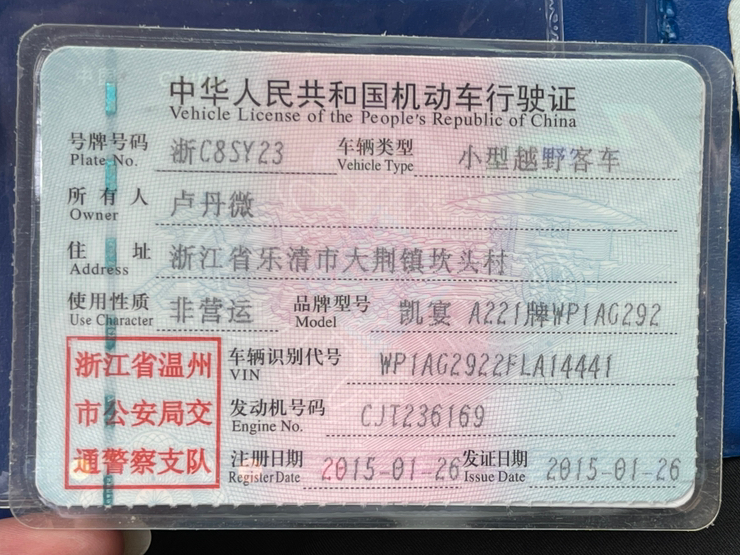 中华人民共和国机动车行驶证
Vehicle License of the People's Republic of China
号牌号码 浙C8SY23 车辆类型 小型越野客车
Plate No. Vehicle Type
所有人 卢丹微
Owner
住址 浙江省乐清市大荆镇坎头村
Address
使用性质 非营运 品牌型号 凯宴 A221牌WP1AG292
Use Character Model
浙江省温州 车辆识别代号 WP1AG2922FLA14441
VIN
市公安局交 发动机号码 CJT236169
Engine No.
通警察支队 注册日期 2015-01-26 发证日期 2015-01-26
Register Date Issue Date